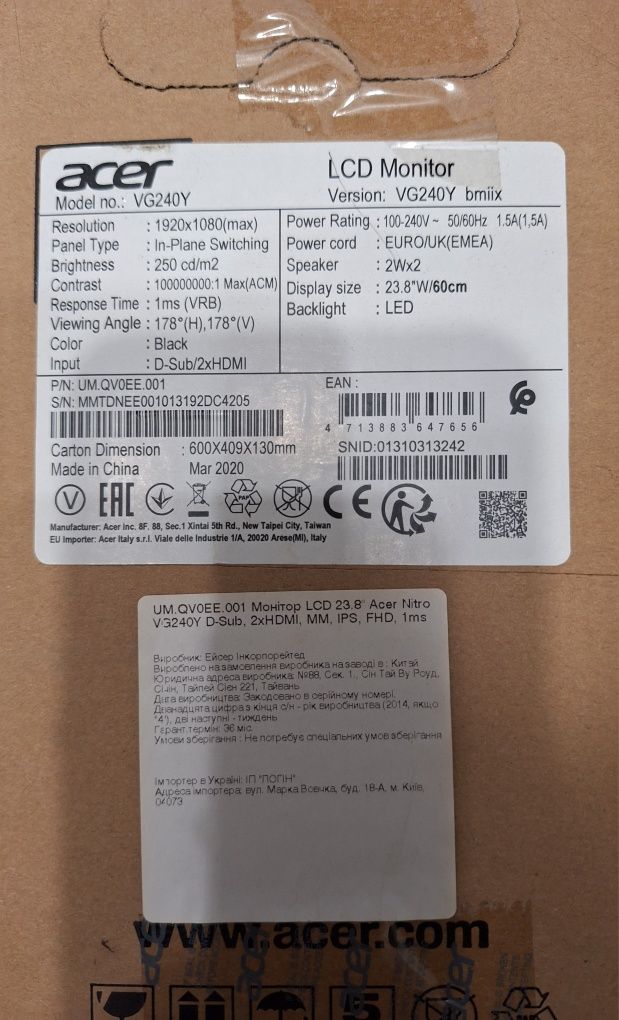 acer
LCD Monitor
Model no.: VG240Y
Version: VG240Y bmiix
Resolution : 1920x1080(max)
Panel Type : In-Plane Switching
Brightness : 250 cd/m2
Contrast : 100000000:1 Max(ACM)
Response Time : 1ms (VRB)
Viewing Angle : 178°(H),178°(V)
Color : Black
Input : D-Sub/2xHDMI
Power Rating : 100-240V ~ 50/60Hz 1.5A(1,5A)
Power cord : EURO/UK(EMEA)
Speaker : 2Wx2
Display size : 23.8"W/60cm
Backlight : LED
P/N: UM.QV0EE.001
S/N: MMTDNEE001013192DC4205
EAN :
4 713883 647656
SNID:01310313242
Carton Dimension : 600X409X130mm
Made in China Mar 2020
EAC
PAP
CE
Manufacturer: Acer Inc. 8F. 88, Sec.1 Xintai 5th Rd., New Taipei City, Taiwan
EU Importer: Acer Italy s.r.l. Viale delle Industrie 1/A, 20020 Arese(MI), Italy
UM.QV0EE.001 Монітор LCD 23.8" Acer Nitro
VG240Y D-Sub, 2xHDMI, MM, IPS, FHD, 1ms
Виробник: Ейсер Інкорпорейтед
Вироблено на замовлення виробника на заводі в : Китай
Юридична адреса виробника: №88, Сек. 1., Сін Тай Ву Роуд,
Січін, Тайпей Сієн 221, Тайвань
Дата виробництва: Закодовано в серійному номері.
Дванадцята цифра з кінця с/н - рік виробництва (2014, якщо
"4"), дві наступні - тиждень
Гарант.термін: 36 міс.
Умови зберігання : Не потребує спеціальних умов зберігання
Імпортер в Україні: ІП "ЛОГІН"
Адреса імпортера: вул. Марка Вовчка, буд. 18-А, м. Київ,
04073
www.acer.com
5